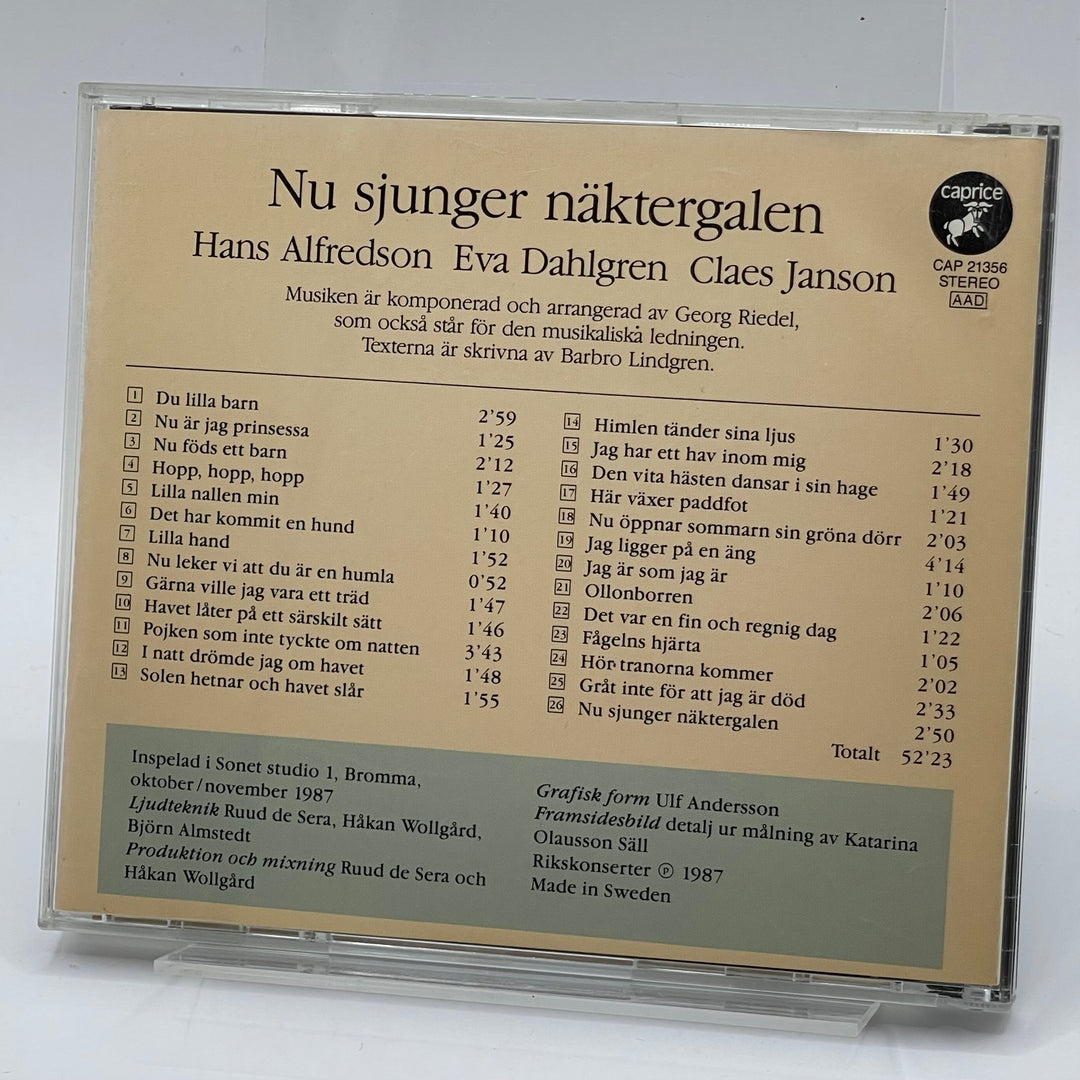 Nu sjunger näktergalen
Hans Alfredson Eva Dahlgren Claes Janson
caprice
CAP 21356
STEREO
AAD
Musiken är komponerad och arrangerad av Georg Riedel,
som också står för den musikaliska ledningen.
Texterna är skrivna av Barbro Lindgren.
1 Du lilla barn 2'59
2 Nu är jag prinsessa 1'25
3 Nu föds ett barn 2'12
4 Hopp, hopp, hopp 1'27
5 Lilla nallen min 1'40
6 Det har kommit en hund 1'10
7 Lilla hand 1'52
8 Nu leker vi att du är en humla 0'52
9 Gärna ville jag vara ett träd 1'47
10 Havet låter på ett särskilt sätt 1'46
11 Pojken som inte tyckte om natten 3'43
12 I natt drömde jag om havet 1'48
13 Solen hetnar och havet slår 1'55
14 Himlen tänder sina ljus 1'30
15 Jag har ett hav inom mig 2'18
16 Den vita hästen dansar i sin hage 1'49
17 Här växer paddfot 1'21
18 Nu öppnar sommarn sin gröna dörr 2'03
19 Jag ligger på en äng 4'14
20 Jag är som jag är 1'10
21 Ollonborren 2'06
22 Det var en fin och regnig dag 1'22
23 Fågelns hjärta 1'05
24 Hör tranorna kommer 2'02
25 Gråt inte för att jag är död 2'33
26 Nu sjunger näktergalen 2'50
Totalt 52'23
Inspelad i Sonet studio 1, Bromma,
oktober/november 1987
Ljudteknik Ruud de Sera, Håkan Wollgård,
Björn Almstedt
Produktion och mixning Ruud de Sera och
Håkan Wollgård
Grafisk form Ulf Andersson
Framsidesbild detalj ur målning av Katarina
Olausson Säll
Rikskonserter ℗ 1987
Made in Sweden